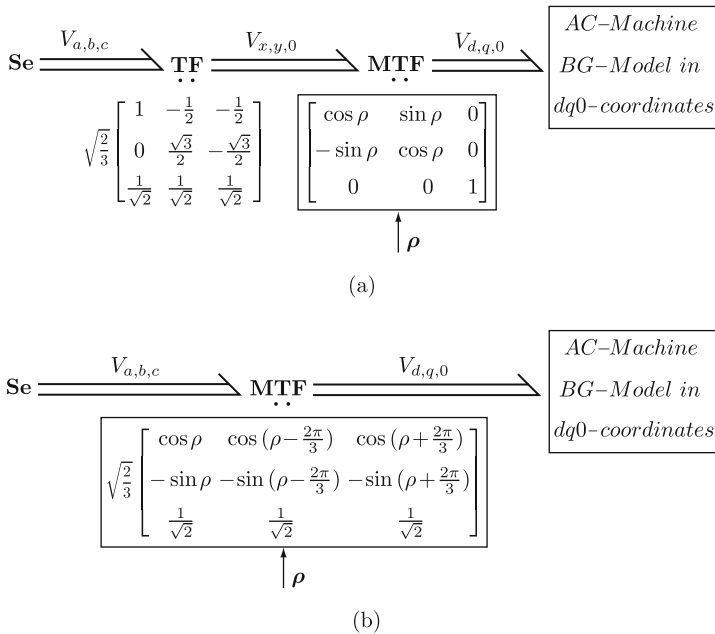 Se V_{a,b,c} TF V_{x,y,0} MTF V_{d,q,0} AC–Machine
BG–Model in
dq0–coordinates
√(2/3) [ 1 −1/2 −1/2
0 √3/2 −√3/2
1/√2 1/√2 1/√2 ]
[ cos ρ sin ρ 0
− sin ρ cos ρ 0
0 0 1 ]
ρ
(a)
Se V_{a,b,c} MTF V_{d,q,0} AC–Machine
BG–Model in
dq0–coordinates
√(2/3) [ cos ρ cos (ρ−2π/3) cos (ρ+2π/3)
− sin ρ −sin (ρ−2π/3) −sin (ρ+2π/3)
1/√2 1/√2 1/√2 ]
ρ
(b)